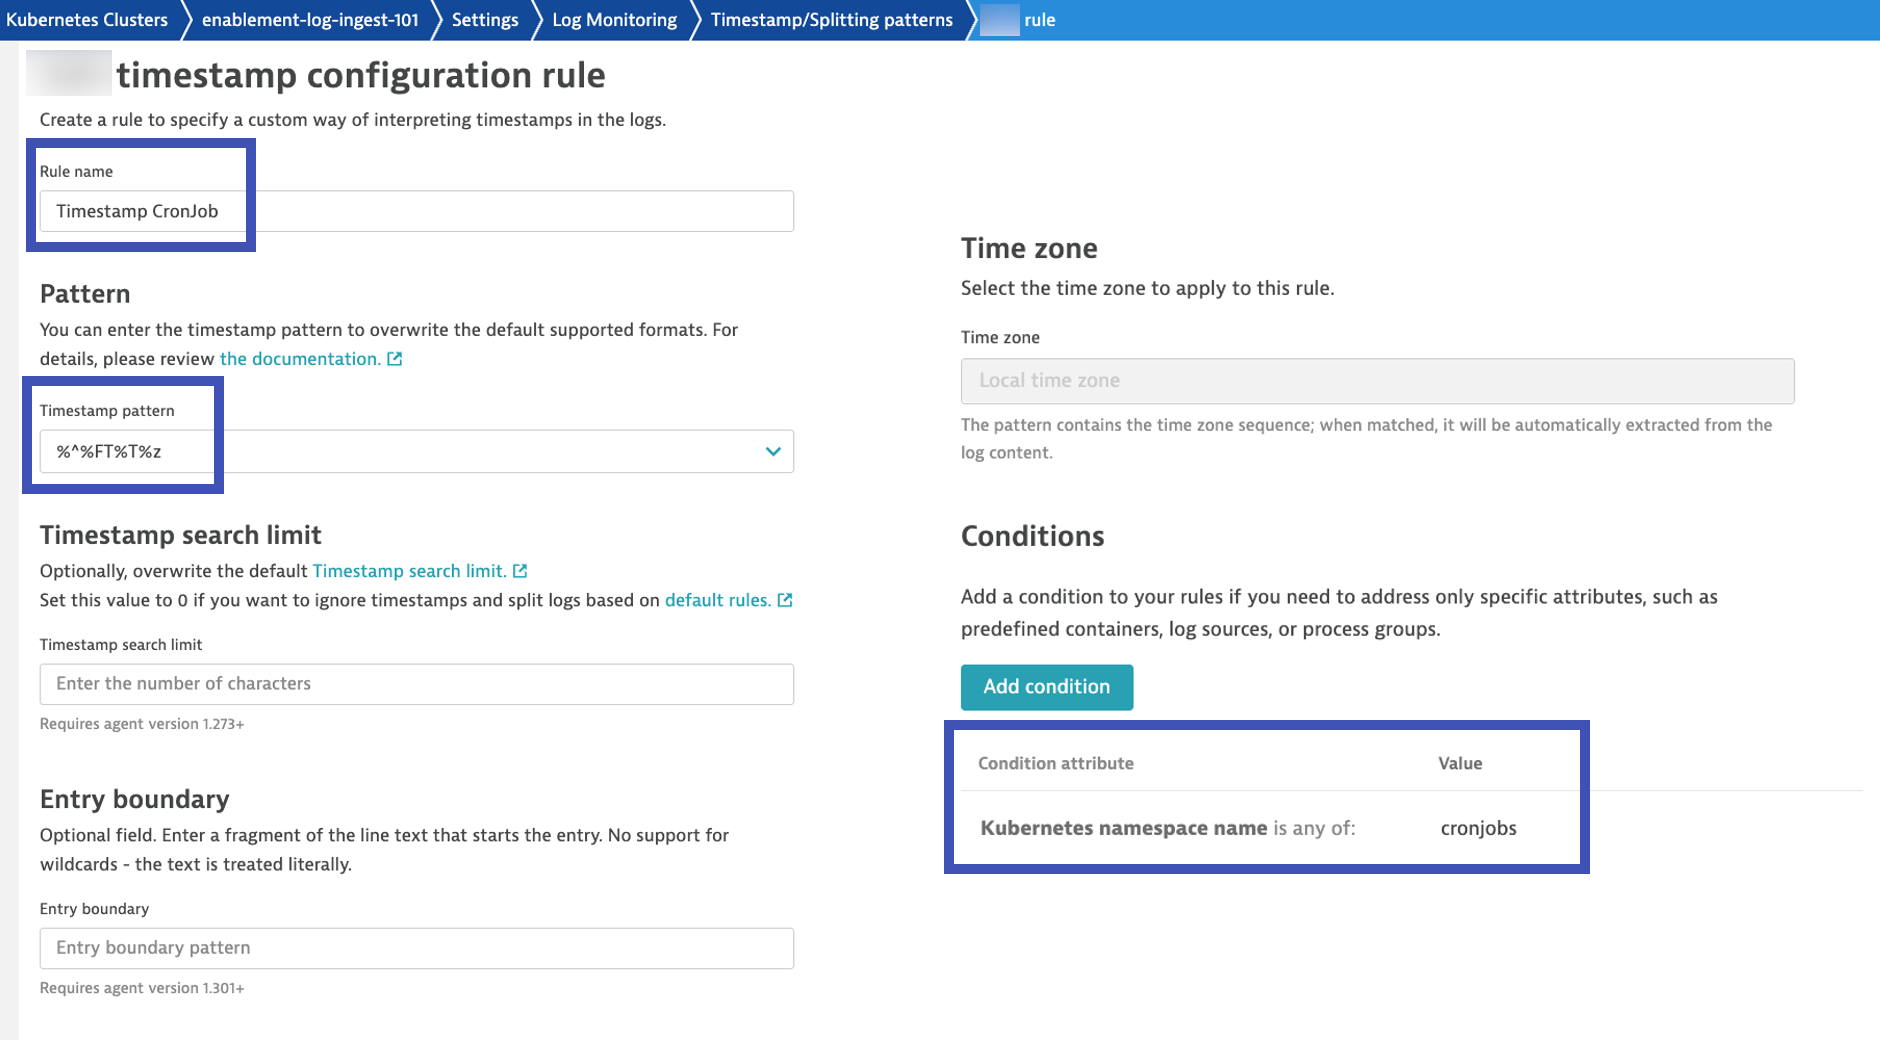 Kubernetes Clusters
enablement-log-ingest-101
Settings
Log Monitoring
Timestamp/Splitting patterns
rule
timestamp configuration rule
Create a rule to specify a custom way of interpreting timestamps in the logs.
Rule name
Timestamp CronJob
Pattern
You can enter the timestamp pattern to overwrite the default supported formats. For
details, please review the documentation.
Timestamp pattern
%^%FT%T%z
Timestamp search limit
Optionally, overwrite the default Timestamp search limit.
Set this value to 0 if you want to ignore timestamps and split logs based on default rules.
Timestamp search limit
Enter the number of characters
Requires agent version 1.273+
Entry boundary
Optional field. Enter a fragment of the line text that starts the entry. No support for
wildcards - the text is treated literally.
Entry boundary
Entry boundary pattern
Requires agent version 1.301+
Time zone
Select the time zone to apply to this rule.
Time zone
Local time zone
The pattern contains the time zone sequence; when matched, it will be automatically extracted from the
log content.
Conditions
Add a condition to your rules if you need to address only specific attributes, such as
predefined containers, log sources, or process groups.
Add condition
Condition attribute
Value
Kubernetes namespace name is any of:
cronjobs